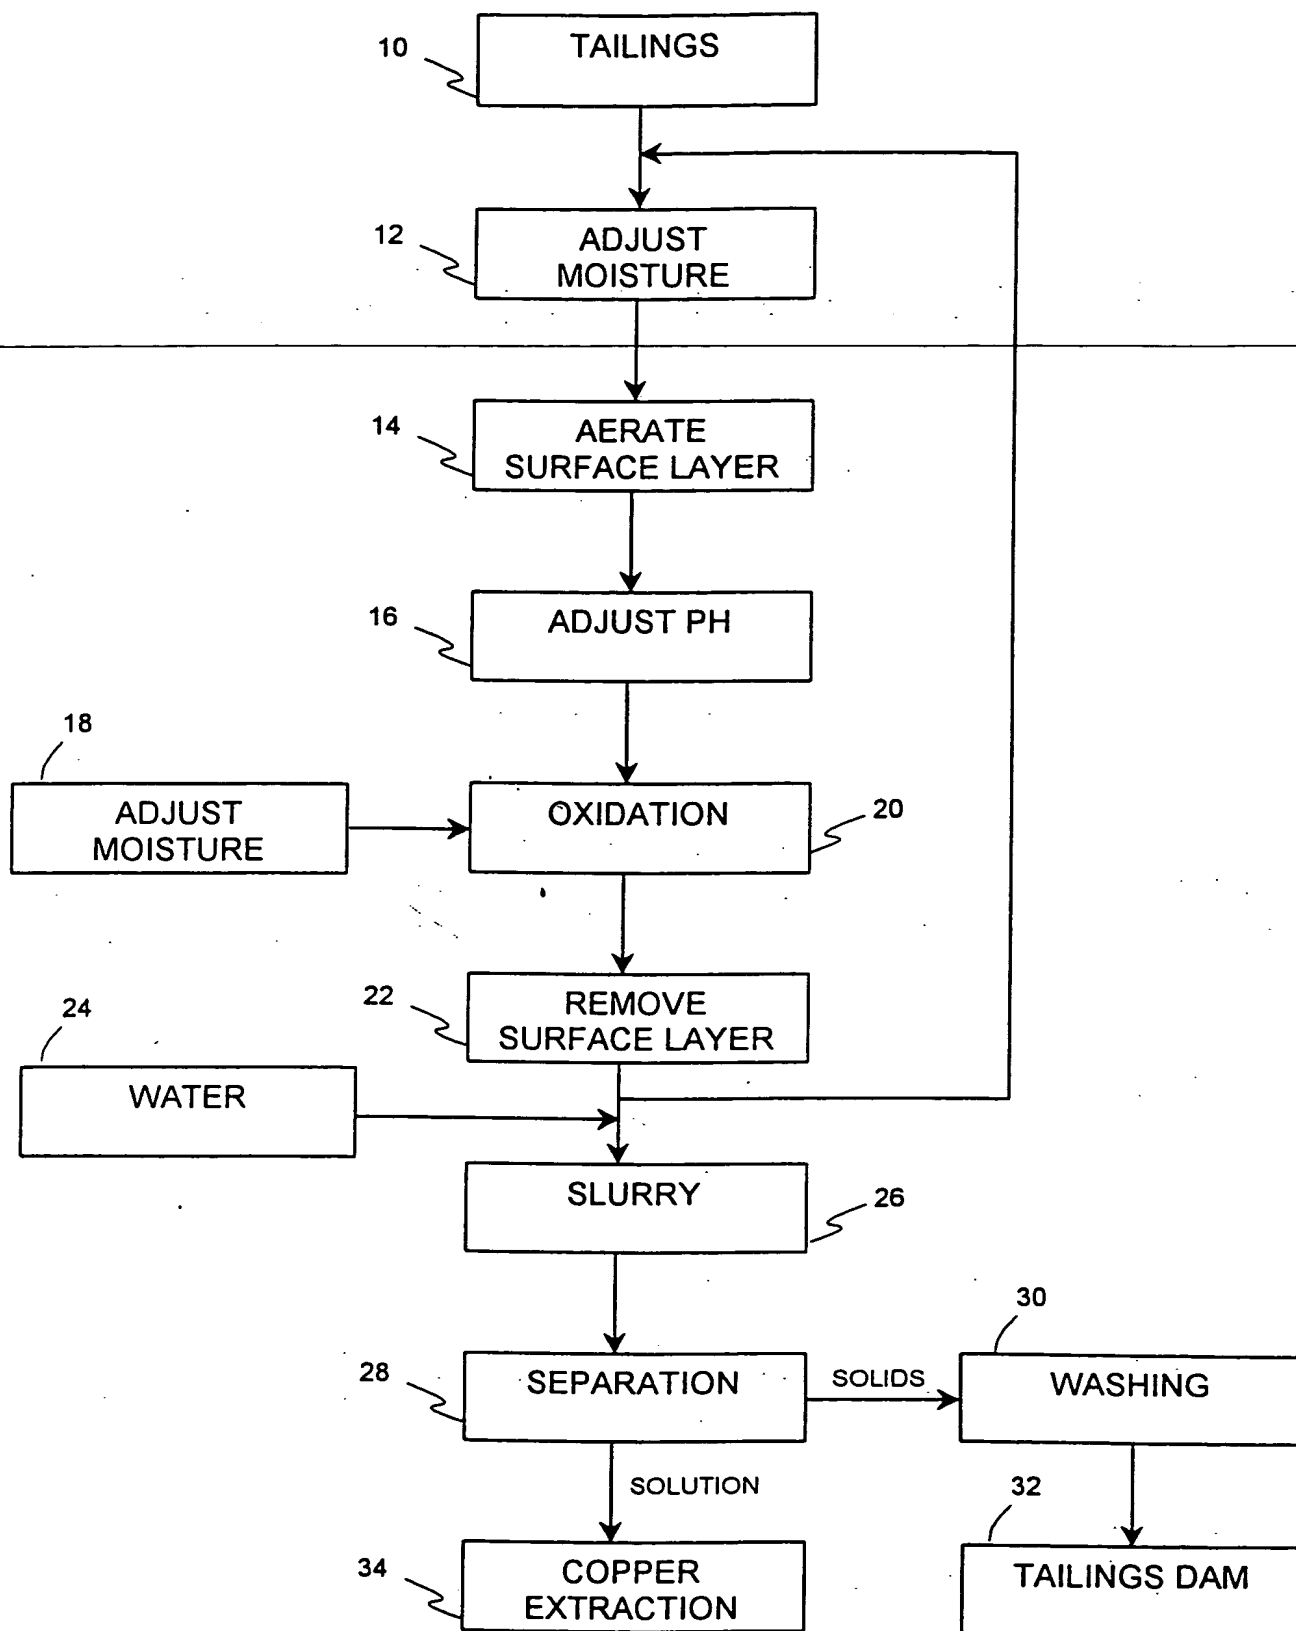 TAILINGS
10
ADJUST
MOISTURE
12
AERATE
SURFACE LAYER
14
ADJUST PH
16
18
ADJUST
MOISTURE
OXIDATION
20
REMOVE
SURFACE LAYER
22
24
WATER
SLURRY
26
SEPARATION
28
SOLIDS
30
WASHING
SOLUTION
32
TAILINGS DAM
34
COPPER
EXTRACTION